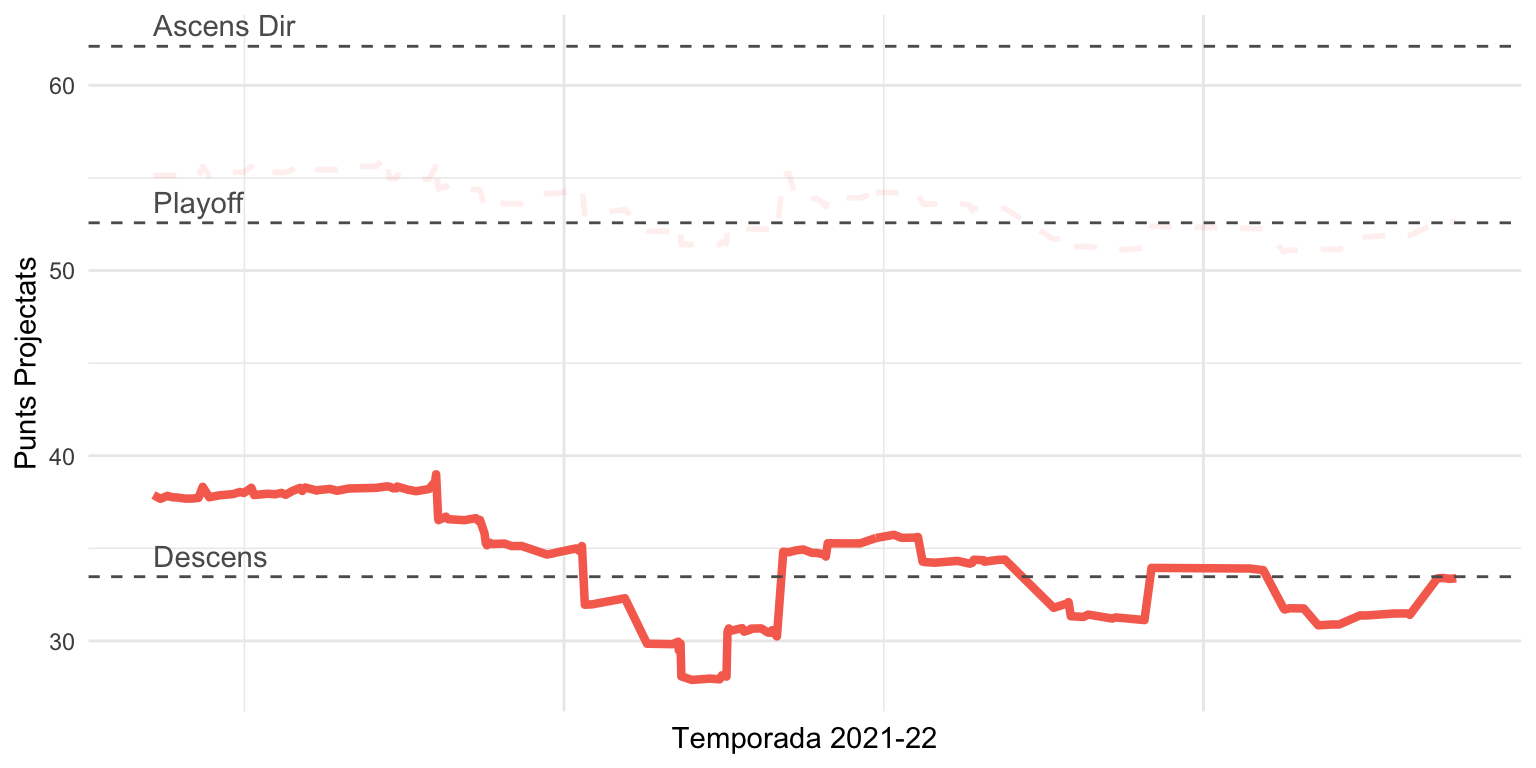 Ascens Dir
60
Playoff
50
Punts Projectats
40
Descens
30
Temporada 2021-22